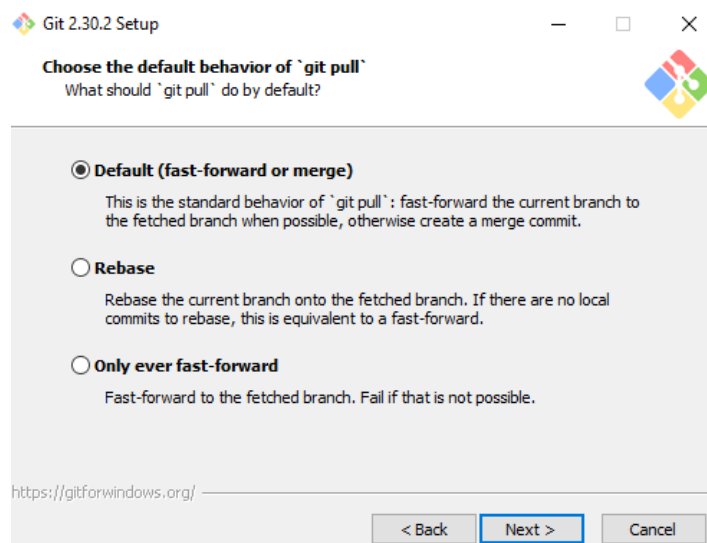 Git 2.30.2 Setup
Choose the default behavior of `git pull`
What should `git pull` do by default?
Default (fast-forward or merge)
This is the standard behavior of `git pull`: fast-forward the current branch to
the fetched branch when possible, otherwise create a merge commit.
Rebase
Rebase the current branch onto the fetched branch. If there are no local
commits to rebase, this is equivalent to a fast-forward.
Only ever fast-forward
Fast-forward to the fetched branch. Fail if that is not possible.
https://gitforwindows.org/
< Back Next > Cancel